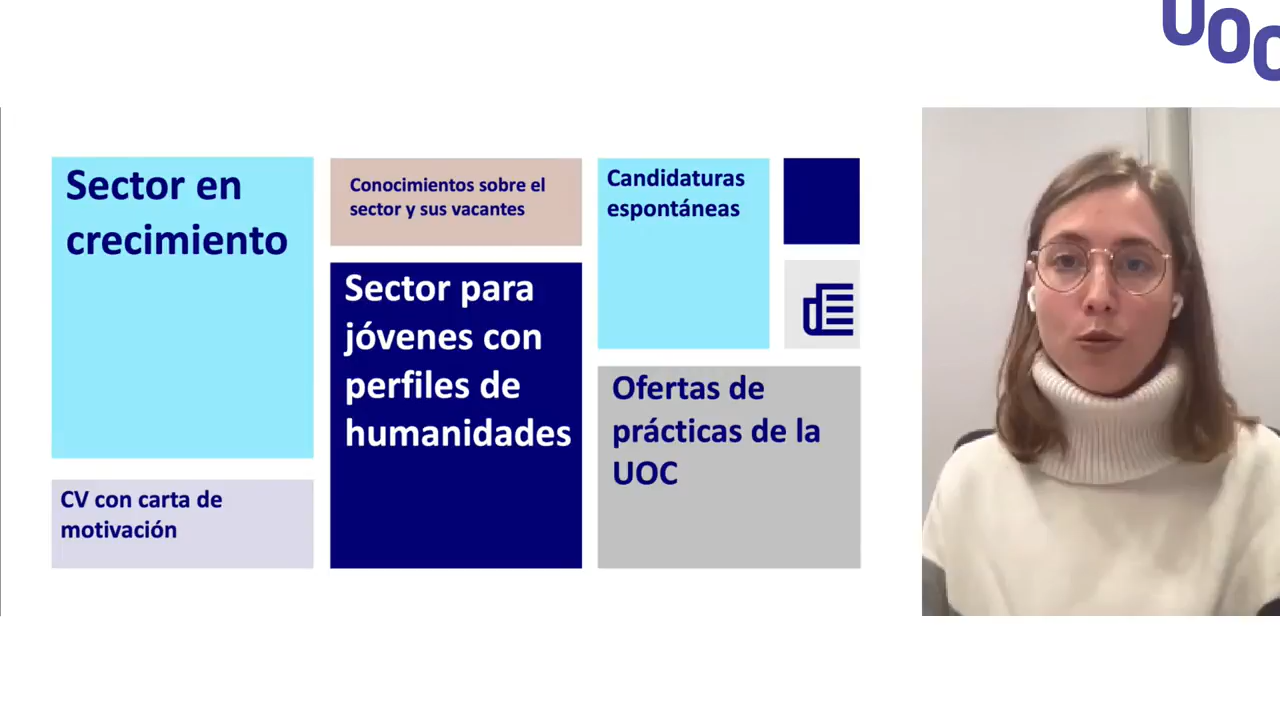 UOC
Sector en
crecimiento
CV con carta de
motivación
Conocimientos sobre el
sector y sus vacantes
Sector para
jóvenes con
perfiles de
humanidades
Candidaturas
espontáneas
Ofertas de
prácticas de la
UOC